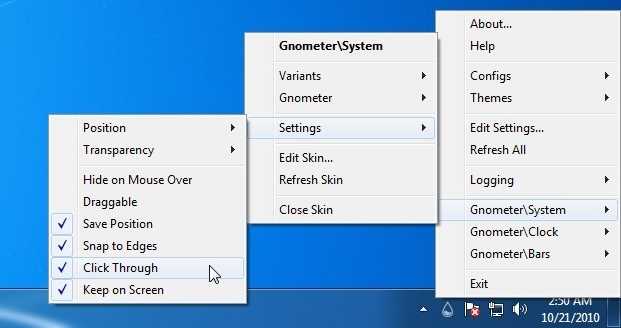 About...
Help
Configs
Themes
Edit Settings...
Refresh All
Logging
Gnometer\System
Gnometer\Clock
Gnometer\Bars
Exit
Gnometer\System
Variants
Gnometer
Settings
Edit Skin...
Refresh Skin
Close Skin
Position
Transparency
Hide on Mouse Over
Draggable
Save Position
Snap to Edges
Click Through
Keep on Screen
2:50 AM
10/21/2010